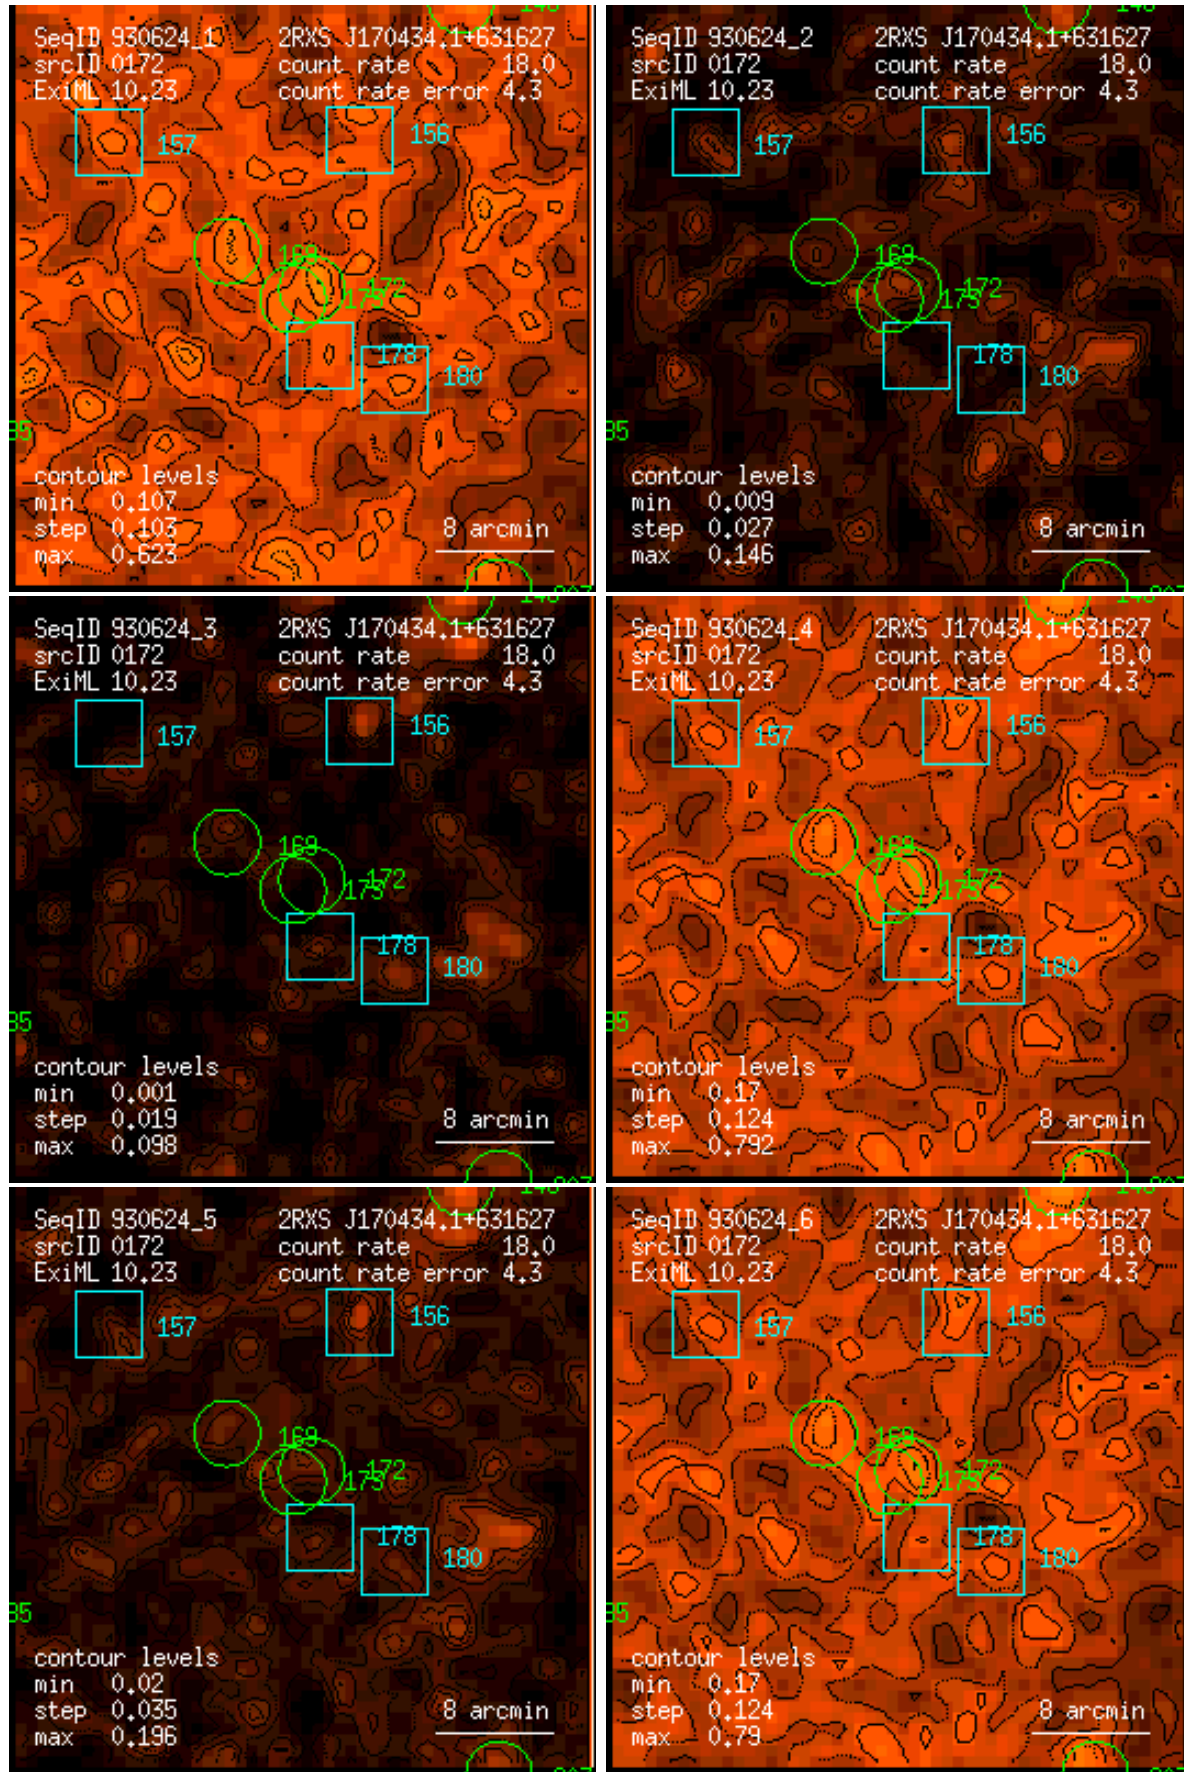 148
SeqID 930624_1 2RXS J170434.1+631627
srcID 0172 count rate 18.0
ExiML 10.23 count rate error 4.3
157 156
169
175 172
178
180
85
contour levels
min 0.107
step 0.103
max 0.623
8 arcmin
148
SeqID 930624_2 2RXS J170434.1+631627
srcID 0172 count rate 18.0
ExiML 10.23 count rate error 4.3
157 156
169
175 172
178
180
85
contour levels
min 0.009
step 0.027
max 0.146
8 arcmin
SeqID 930624_3 2RXS J170434.1+631627
srcID 0172 count rate 18.0
ExiML 10.23 count rate error 4.3
157 156
169
175 172
178
180
85
contour levels
min 0.001
step 0.019
max 0.098
8 arcmin
SeqID 930624_4 2RXS J170434.1+631627
srcID 0172 count rate 18.0
ExiML 10.23 count rate error 4.3
157 156
169
175 172
178
180
85
contour levels
min 0.17
step 0.124
max 0.792
8 arcmin
SeqID 930624_5 2RXS J170434.1+631627
srcID 0172 count rate 18.0
ExiML 10.23 count rate error 4.3
157 156
169
175 172
178
180
85
contour levels
min 0.02
step 0.035
max 0.196
8 arcmin
SeqID 930624_6 2RXS J170434.1+631627
srcID 0172 count rate 18.0
ExiML 10.23 count rate error 4.3
157 156
169
175 172
178
180
85
contour levels
min 0.17
step 0.124
max 0.79
8 arcmin